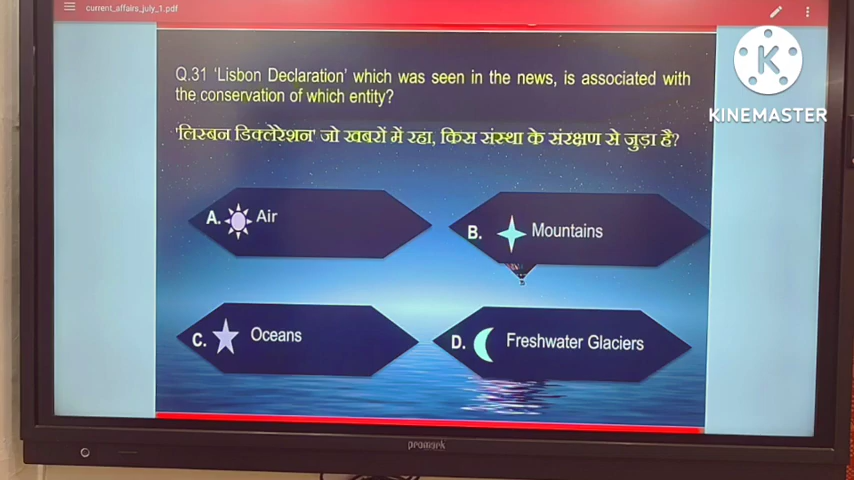 current_affairs_july_1.pdf
K
KINEMASTER
Q.31 ‘Lisbon Declaration’ which was seen in the news, is associated with
the conservation of which entity?
'लिस्बन डिक्लेरेशन' जो खबरों में रहा, किस संस्था के संरक्षण से जुड़ा है?
A. Air
B. Mountains
C. Oceans
D. Freshwater Glaciers
promark